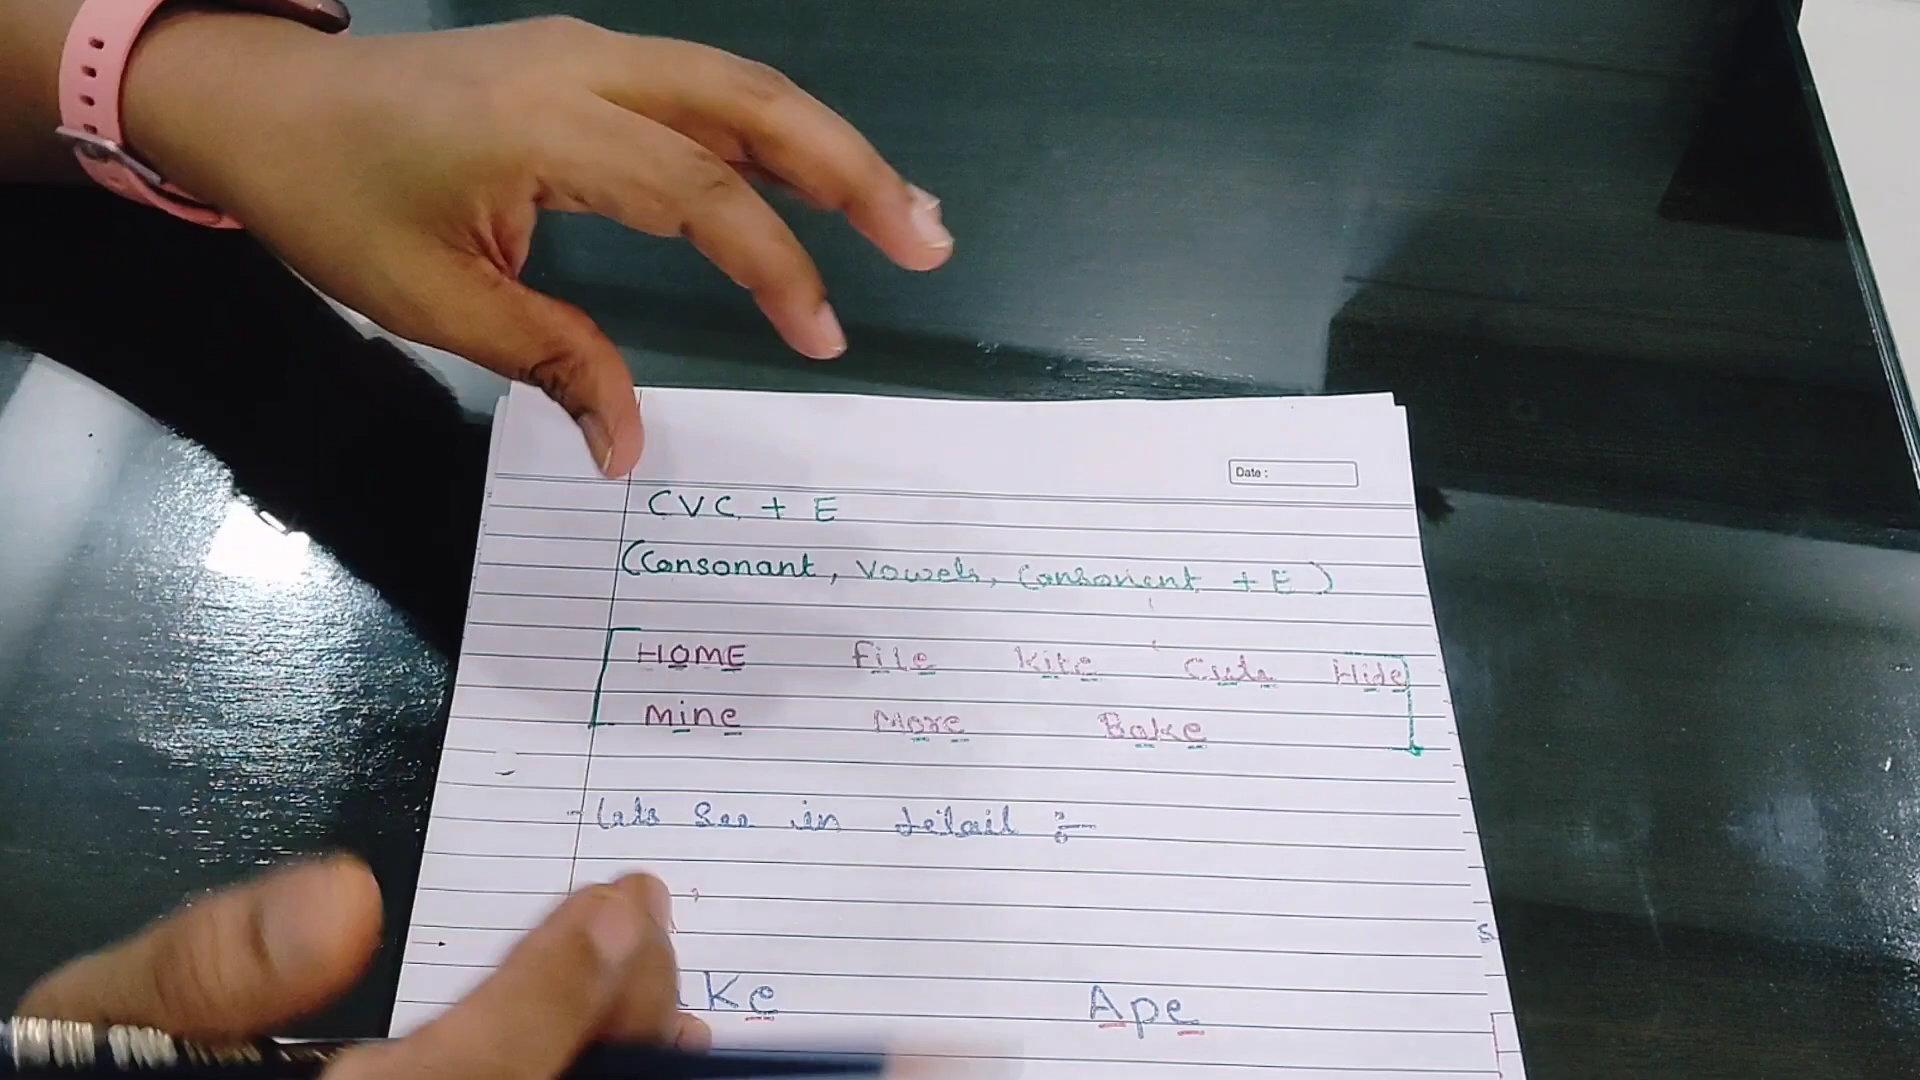 Date :
CVC + E
(Consonant, Vowels, Consonant + E)
HOME File Kite Cute Hide
Mine More Bake
Lets See in detail :-
Ape